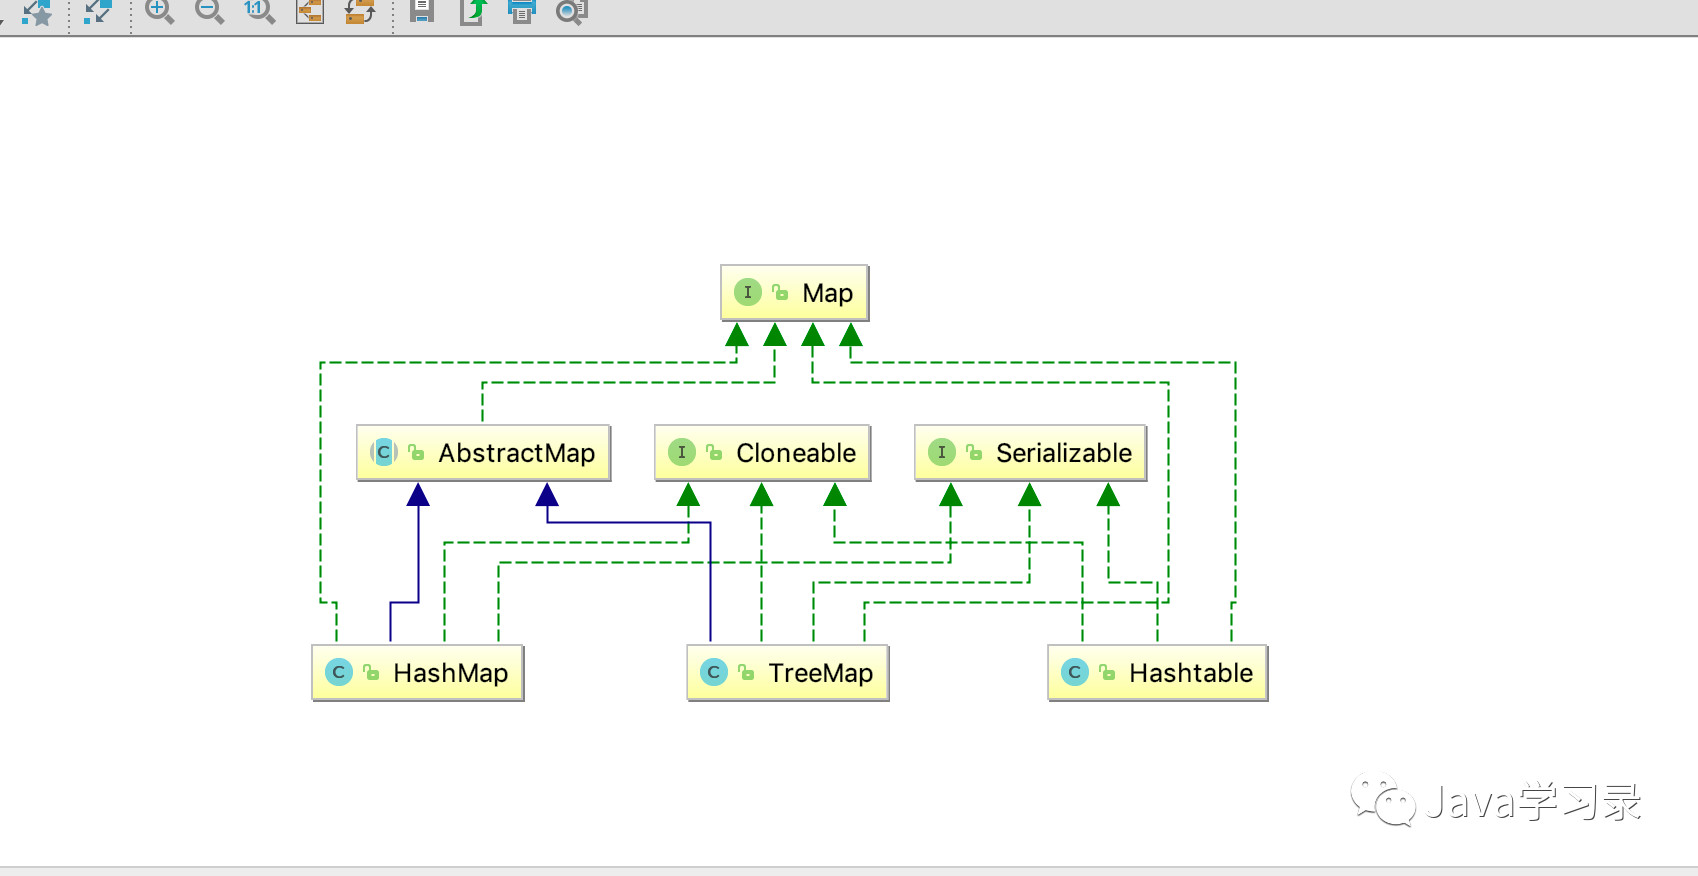 1:1
I Map
C AbstractMap
I Cloneable
I Serializable
C HashMap
C TreeMap
C Hashtable
Java学习录